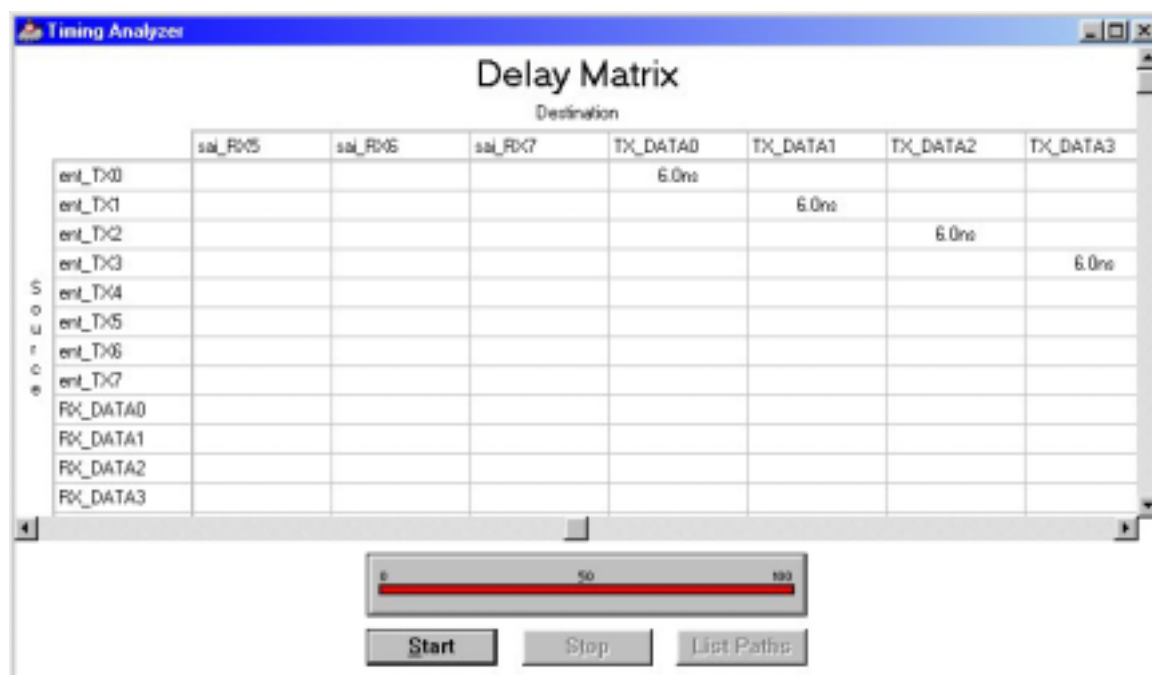 Timing Analyzer
Delay Matrix
Destination
sai_RX5 sai_RX6 sai_RX7 TX_DATA0 TX_DATA1 TX_DATA2 TX_DATA3
ent_TX0 6.0ns
ent_TX1 6.0ns
ent_TX2 6.0ns
ent_TX3 6.0ns
Source
ent_TX4
ent_TX5
ent_TX6
ent_TX7
RX_DATA0
RX_DATA1
RX_DATA2
RX_DATA3
0 50 100
Start Stop List Paths